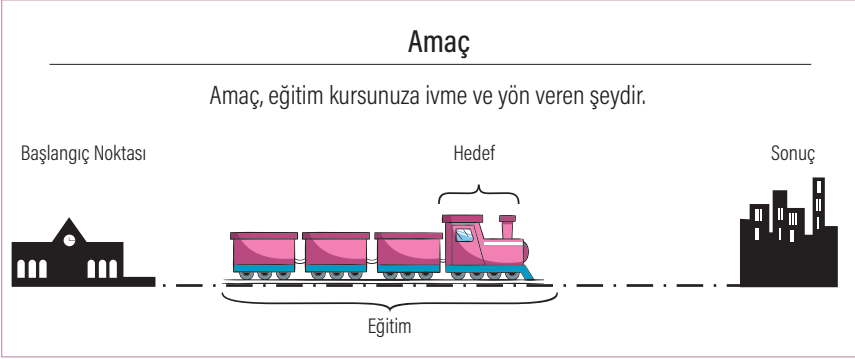 Amaç
Amaç, eğitim kursunuza ivme ve yön veren şeydir.
Başlangıç Noktası
Hedef
Sonuç
Eğitim